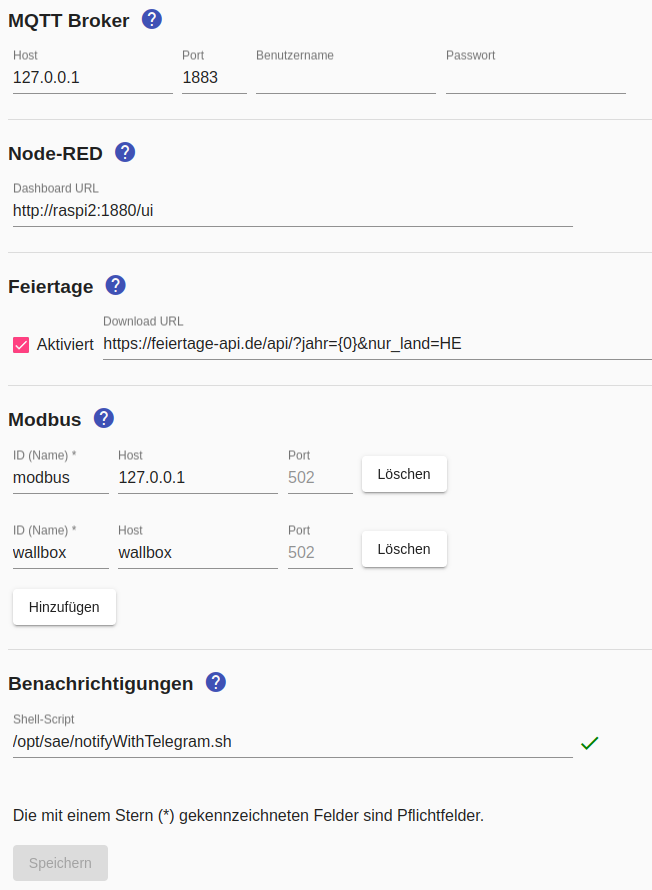 MQTT Broker ?
Host Port Benutzername Passwort
127.0.0.1 1883
Node-RED ?
Dashboard URL
http://raspi2:1880/ui
Feiertage ?
Download URL
Aktiviert https://feiertage-api.de/api/?jahr={0}&nur_land=HE
Modbus ?
ID (Name) * Host Port
modbus 127.0.0.1 502 Löschen
ID (Name) * Host Port
wallbox wallbox 502 Löschen
Hinzufügen
Benachrichtigungen ?
Shell-Script
/opt/sae/notifyWithTelegram.sh
Die mit einem Stern (*) gekennzeichneten Felder sind Pflichtfelder.
Speichern